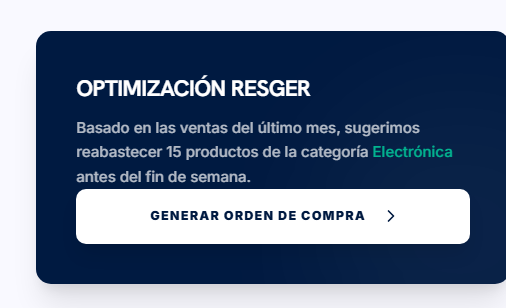 OPTIMIZACIÓN RESGER
Basado en las ventas del último mes, sugerimos
reabastecer 15 productos de la categoría Electrónica
antes del fin de semana.
GENERAR ORDEN DE COMPRA